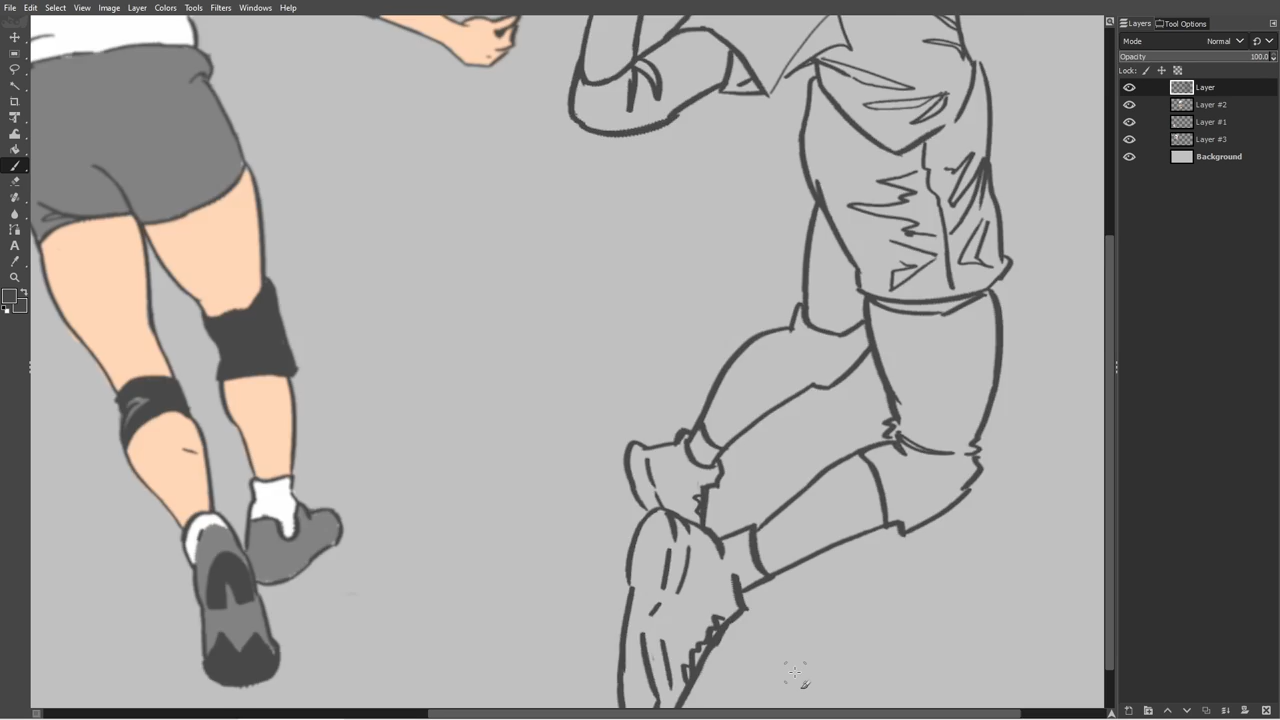 File Edit Select View Image Layer Colors Tools Filters Windows Help
Layers Tool Options
Mode Normal
Opacity 100.0
Lock:
Layer
Layer #2
Layer #1
Layer #3
Background
A